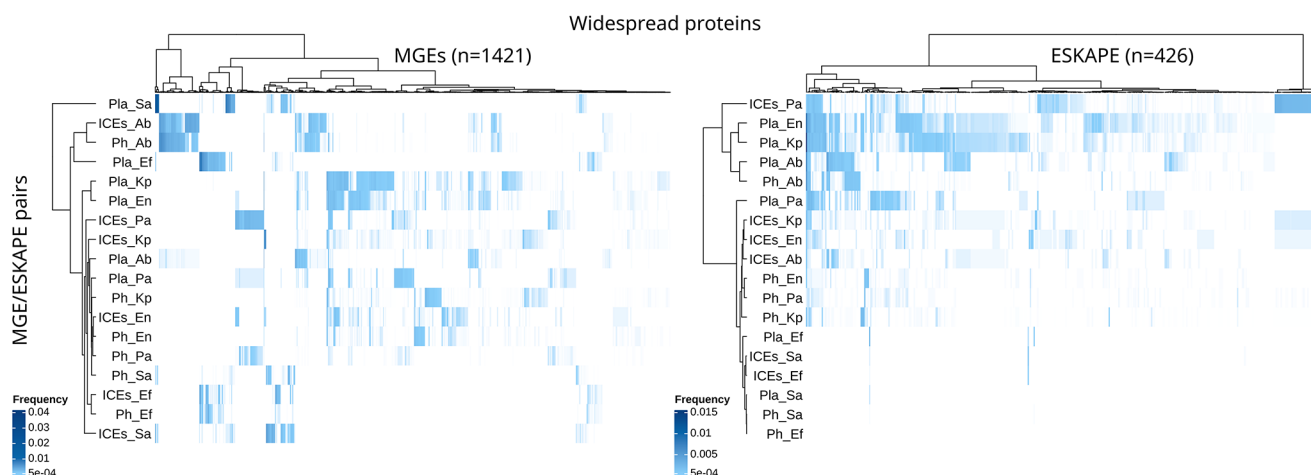 Widespread proteins
MGEs (n=1421)
MGE/ESKAPE pairs
Pla_Sa
ICEs_Ab
Ph_Ab
Pla_Ef
Pla_Kp
Pla_En
ICEs_Pa
ICEs_Kp
Pla_Ab
Pla_Pa
Ph_Kp
ICEs_En
Ph_En
Ph_Pa
Ph_Sa
ICEs_Ef
Ph_Ef
ICEs_Sa
Frequency
0.04
0.03
0.02
0.01
5e-04
ESKAPE (n=426)
ICEs_Pa
Pla_En
Pla_Kp
Pla_Ab
Ph_Ab
Pla_Pa
ICEs_Kp
ICEs_En
ICEs_Ab
Ph_En
Ph_Pa
Ph_Kp
Pla_Ef
ICEs_Sa
ICEs_Ef
Pla_Sa
Ph_Sa
Ph_Ef
Frequency
0.015
0.01
0.005
5e-04